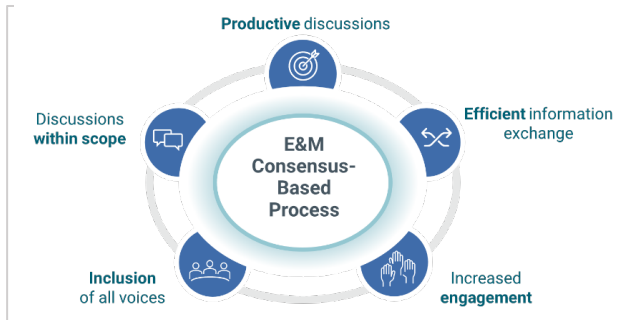 Productive discussions
Discussions
within scope
Efficient information
exchange
E&M
Consensus-
Based
Process
Inclusion
of all voices
Increased
engagement